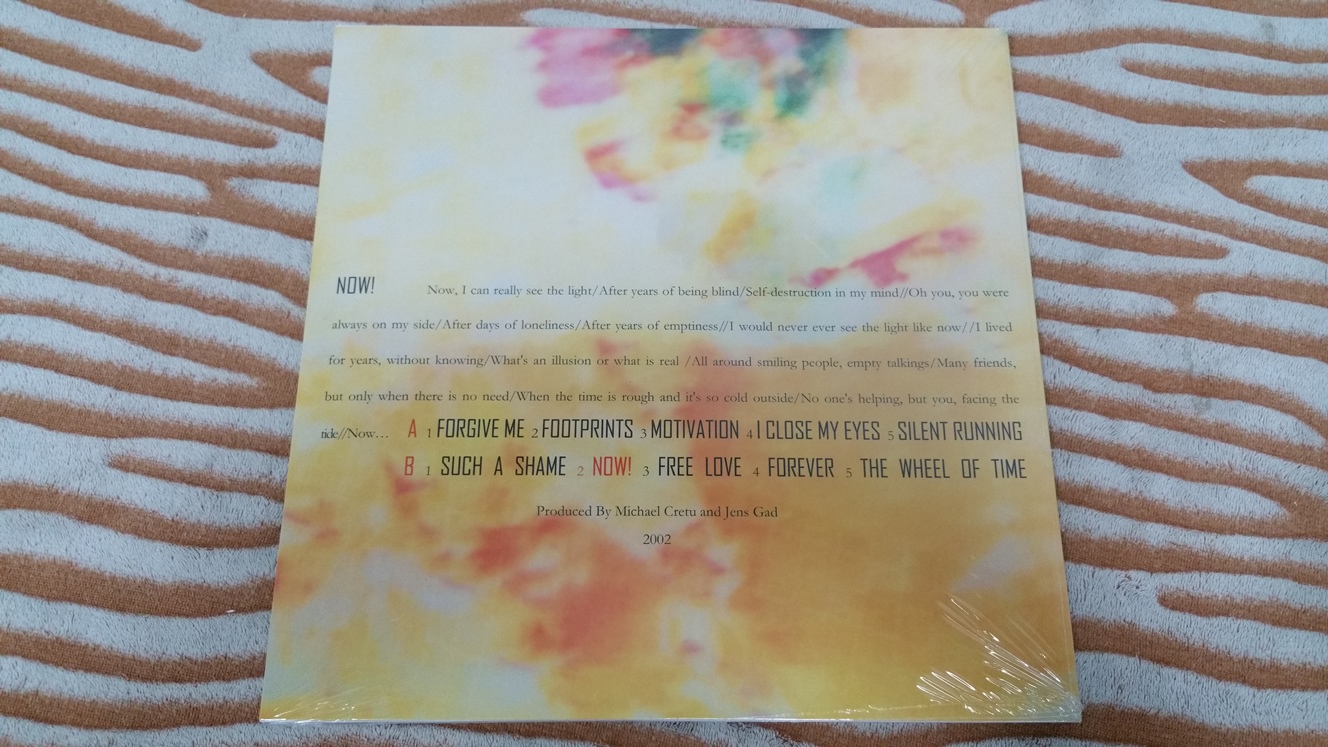 NOW! Now, I can really see the light/After years of being blind/Self-destruction in my mind//Oh you, you were
always on my side/After days of loneliness/After years of emptiness//I would never ever see the light like now//I lived
for years, without knowing/What's an illusion or what is real /All around smiling people, empty talkings/Many friends,
but only when there is no need/When the time is rough and it's so cold outside/No one's helping, but you, facing the
tide//Now... A 1 FORGIVE ME 2 FOOTPRINTS 3 MOTIVATION 4 I CLOSE MY EYES 5 SILENT RUNNING
B 1 SUCH A SHAME 2 NOW! 3 FREE LOVE 4 FOREVER 5 THE WHEEL OF TIME
Produced By Michael Cretu and Jens Gad
2002